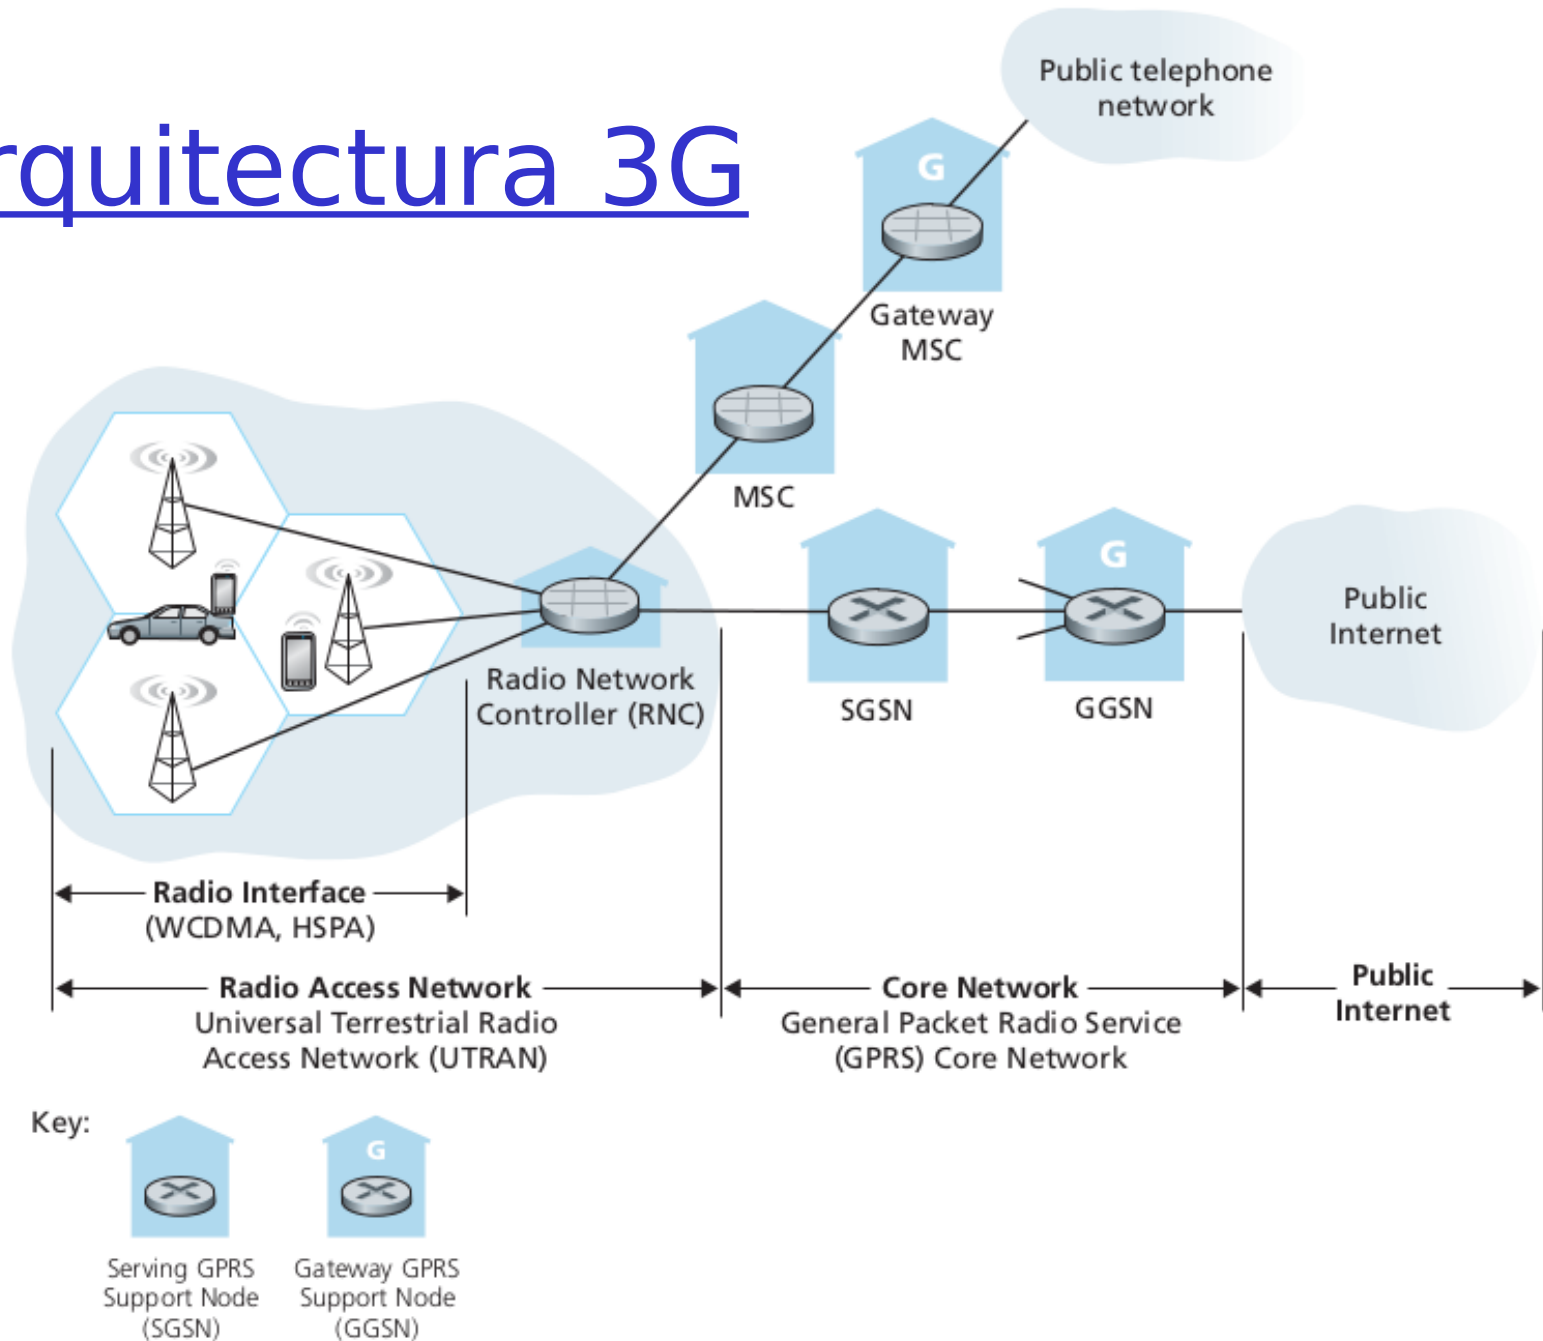 rquitectura 3G
Public telephone
network
G
Gateway
MSC
MSC
G
Public
Internet
Radio Network
Controller (RNC)
SGSN
GGSN
Radio Interface
(WCDMA, HSPA)
Radio Access Network
Universal Terrestrial Radio
Access Network (UTRAN)
Core Network
General Packet Radio Service
(GPRS) Core Network
Public
Internet
Key:
G
Serving GPRS
Support Node
(SGSN)
Gateway GPRS
Support Node
(GGSN)